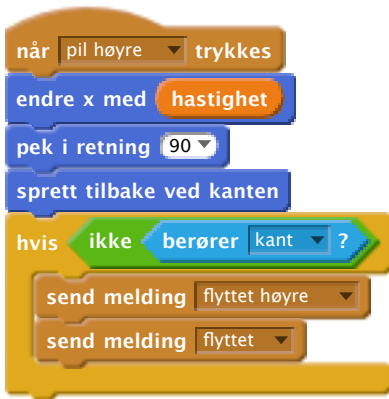 når pil høyre trykkes
endre x med hastighet
pek i retning 90
sprett tilbake ved kanten
hvis ikke berører kant ?
send melding flyttet høyre
send melding flyttet